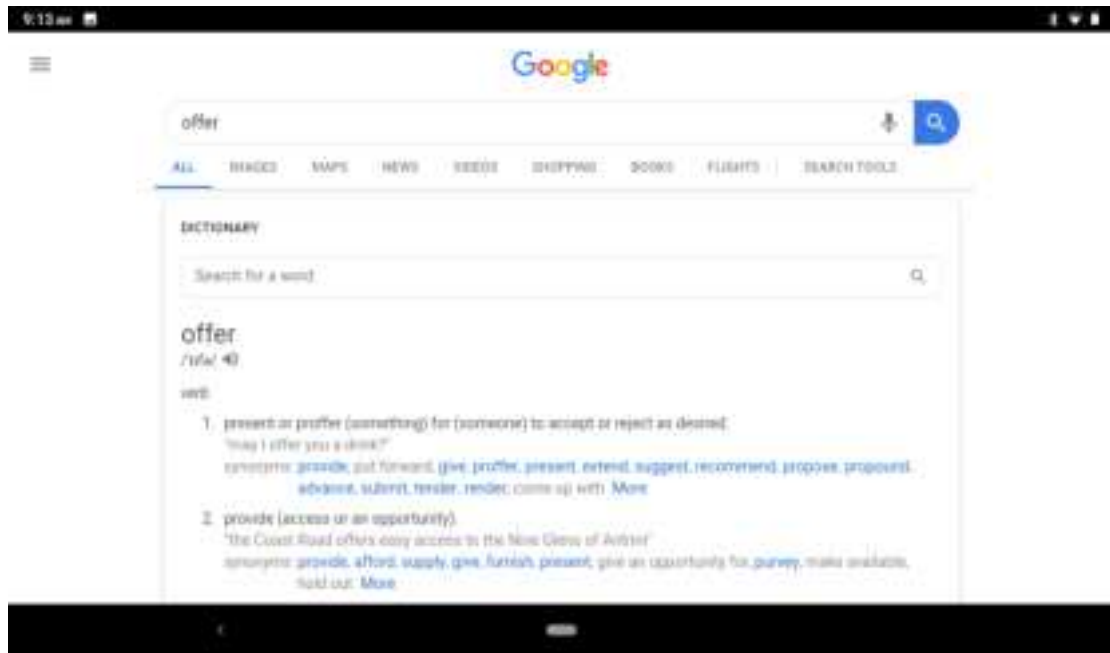 9:13 AM
Google
offer
ALL IMAGES MAPS NEWS VIDEOS SHOPPING BOOKS FLIGHTS SEARCH TOOLS
DICTIONARY
Search for a word
offer
/ˈɒfə/
verb
1. present or proffer (something) for (someone) to accept or reject as desired.
"may I offer you a drink?"
synonyms: provide, put forward, give, proffer, present, extend, suggest, recommend, propose, propound,
advance, submit, tender, render, come up with More
2. provide (access or an opportunity).
"the Coast Road offers easy access to the Nine Glens of Antrim"
synonyms: provide, afford, supply, give, furnish, present, give an opportunity for, purvey, make available,
hold out More